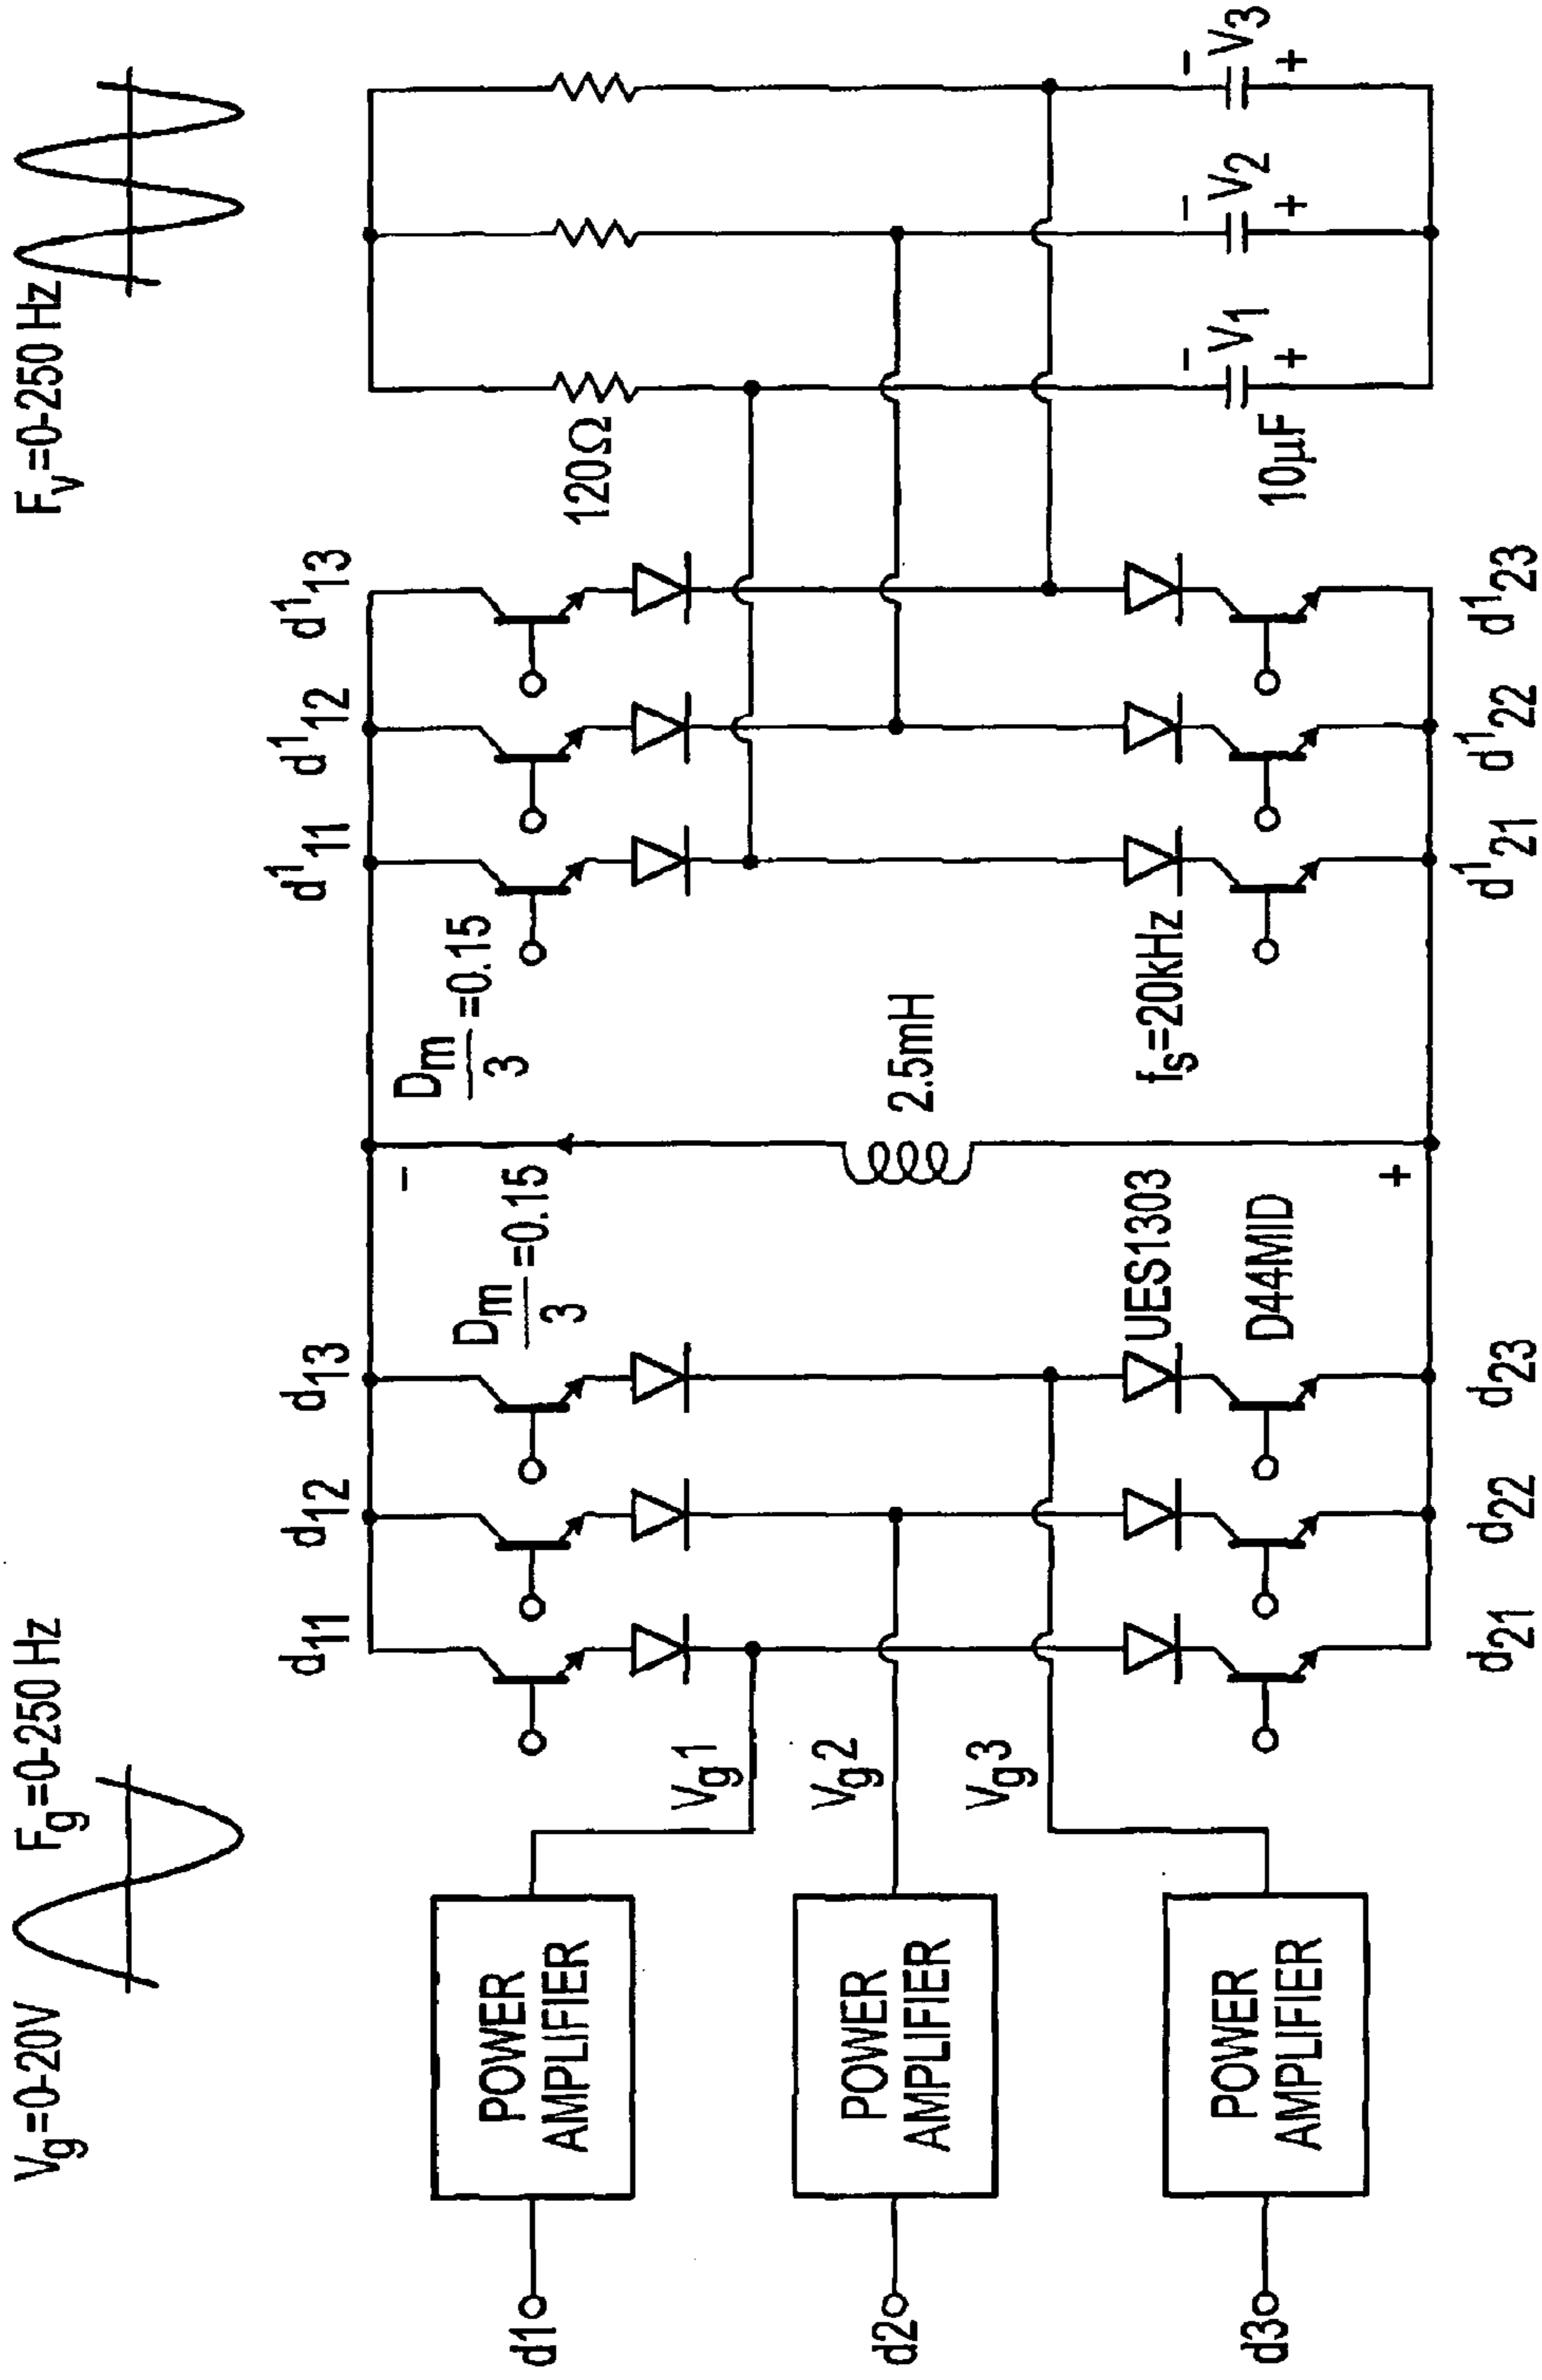 Vg=0-20V
Fg=0-250 Hz
Fv=0-250 Hz
d11
d12
d13
d¹11
d¹12
d¹13
Dm/3=0.15
Dm/3=0.15
120Ω
Vg1
Vg2
Vg3
2.5mH
−
+
UES1303
D44MID
fs=20kHz
10μF
− V1 +
− V2 +
− V3 +
d1
POWER
AMPLIFIER
d2
POWER
AMPLIFIER
d3
POWER
AMPLIFIER
d21
d22
d23
d¹21
d¹22
d¹23